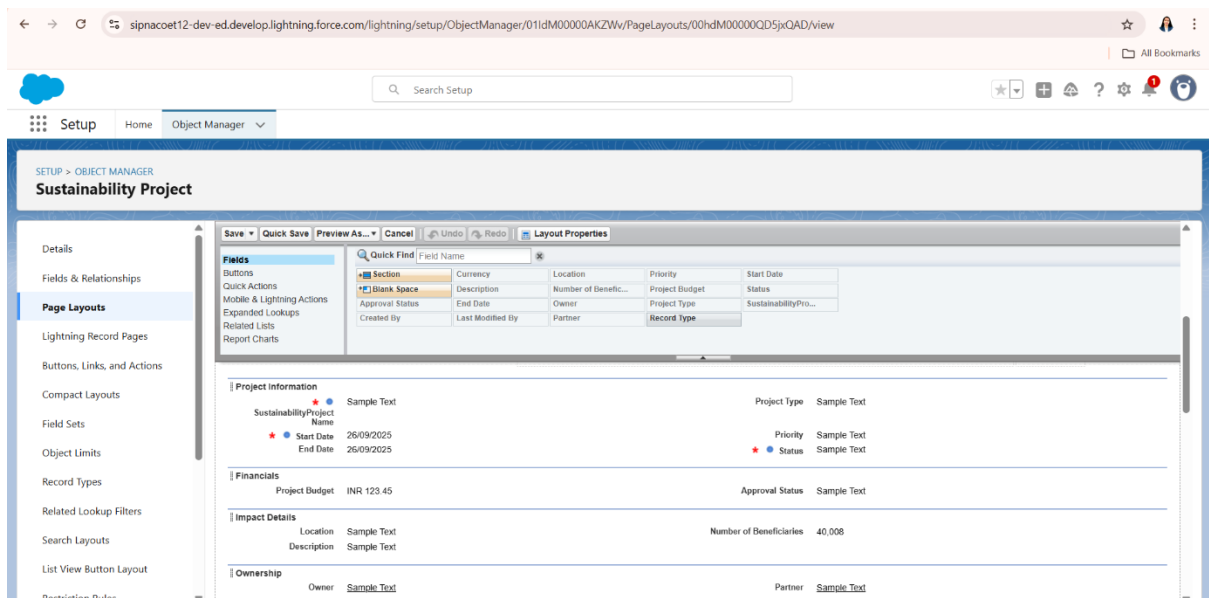 sipnacoet12-dev-ed.develop.lightning.force.com/lightning/setup/ObjectManager/01IdM00000AKZWv/PageLayouts/00hdM00000QD5jxQAD/view
All Bookmarks
Search Setup
1
Setup Home Object Manager
SETUP > OBJECT MANAGER
Sustainability Project
Details
Fields & Relationships
Page Layouts
Lightning Record Pages
Buttons, Links, and Actions
Compact Layouts
Field Sets
Object Limits
Record Types
Related Lookup Filters
Search Layouts
List View Button Layout
Restriction Rules
Save Quick Save Preview As... Cancel Undo Redo Layout Properties
Fields
Buttons
Quick Actions
Mobile & Lightning Actions
Expanded Lookups
Related Lists
Report Charts
Quick Find Field Name
Section Currency Location Priority Start Date
Blank Space Description Number of Benefic... Project Budget Status
Approval Status End Date Owner Project Type SustainabilityPro...
Created By Last Modified By Partner Record Type
Project Information
* SustainabilityProject Name Sample Text Project Type Sample Text
* Start Date 26/09/2025 Priority Sample Text
End Date 26/09/2025 * Status Sample Text
Financials
Project Budget INR 123.45 Approval Status Sample Text
Impact Details
Location Sample Text Number of Beneficiaries 40,008
Description Sample Text
Ownership
Owner Sample Text Partner Sample Text